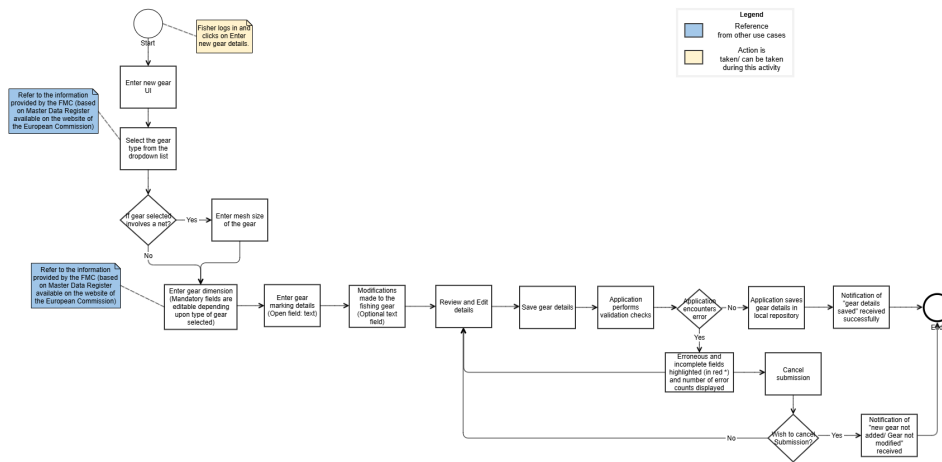 Legend
Reference
from other use cases
Action is
taken/ can be taken
during this activity
Start
Fisher logs in and
clicks on Enter
new gear details.
Enter new gear
UI
Refer to the information
provided by the FMC (based
on Master Data Register
available on the website of
the European Commission)
Select the gear
type from the
dropdown list
If gear selected
involves a net?
Yes
Enter mesh size
of the gear
No
Refer to the information
provided by the FMC (based
on Master Data Register
available on the website of
the European Commission)
Enter gear dimension
(Mandatory fields are
editable depending
upon type of gear
selected)
Enter gear
marking details
(Open field: text)
Modifications
made to the
fishing gear
(Optional text
field)
Review and Edit
details
Save gear details
Application
performs
validation checks
Application
encounters
error
No
Application saves
gear details in
local repository
Notification of
"gear details
saved" received
successfully
End
Yes
Erroneous and
incomplete fields
highlighted (in red *)
and number of error
counts displayed
Cancel
submission
Wish to cancel
Submission?
No
Yes
Notification of
"new gear not
added/ Gear not
modified"
received